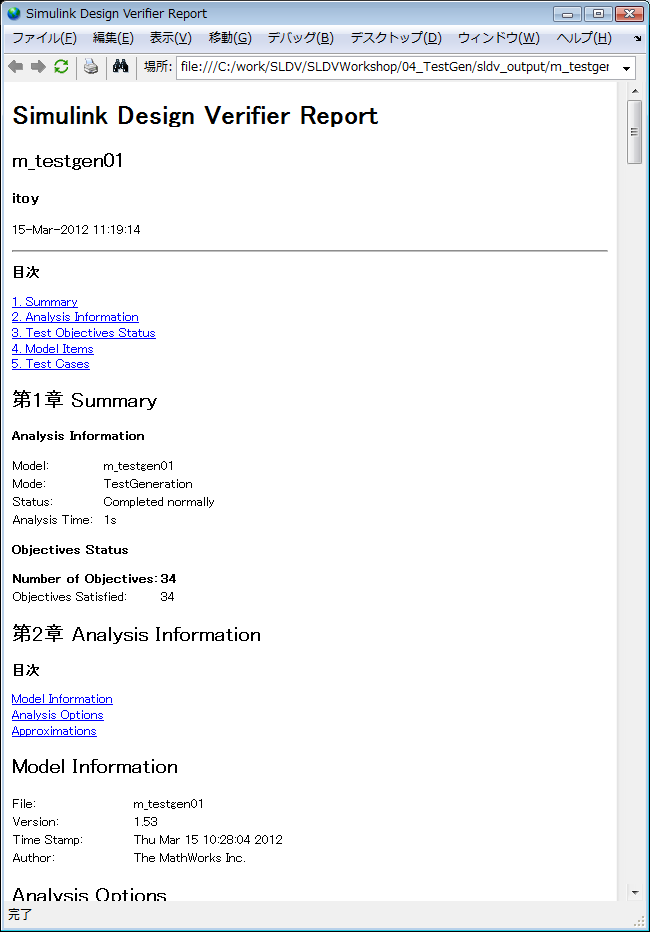 Simulink Design Verifier Report
ファイル(F) 編集(E) 表示(V) 移動(G) デバッグ(B) デスクトップ(D) ウィンドウ(W) ヘルプ(H)
場所: file:///C:/work/SLDV/SLDVWorkshop/04_TestGen/sldv_output/m_testger
Simulink Design Verifier Report
m_testgen01
itoy
15-Mar-2012 11:19:14
目次
1. Summary
2. Analysis Information
3. Test Objectives Status
4. Model Items
5. Test Cases
第1章 Summary
Analysis Information
Model: m_testgen01
Mode: TestGeneration
Status: Completed normally
Analysis Time: 1s
Objectives Status
Number of Objectives: 34
Objectives Satisfied: 34
第2章 Analysis Information
目次
Model Information
Analysis Options
Approximations
Model Information
File: m_testgen01
Version: 1.53
Time Stamp: Thu Mar 15 10:28:04 2012
Author: The MathWorks Inc.
Analysis Options
完了